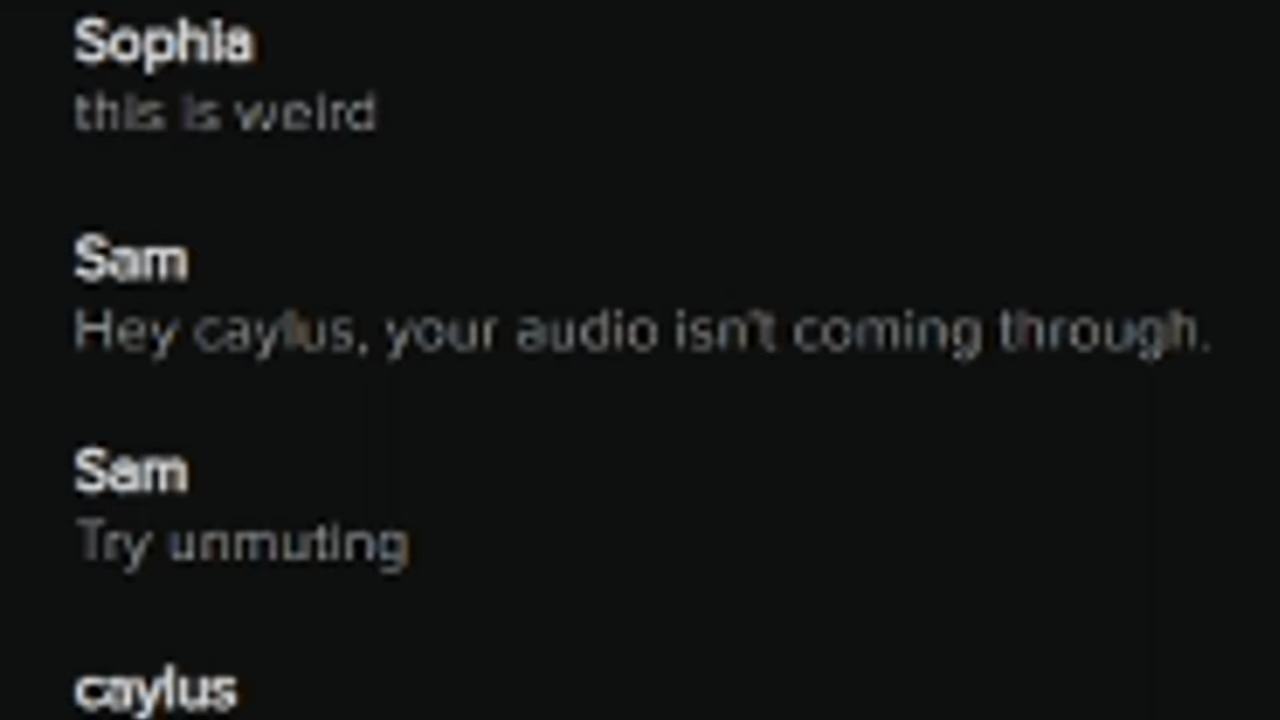 Sophia
this is weird
Sam
Hey caylus, your audio isn't coming through.
Sam
Try unmuting
caylus